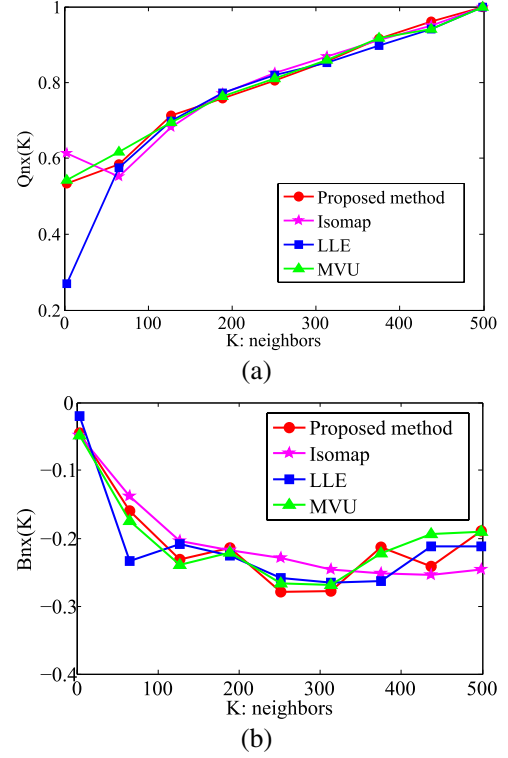 1
0.8
0.6
0.4
0.2
Qnx(K)
Proposed method
Isomap
LLE
MVU
0 100 200 300 400 500
K: neighbors
(a)
0
−0.1
−0.2
−0.3
−0.4
Bnx(K)
Proposed method
Isomap
LLE
MVU
0 100 200 300 400 500
K: neighbors
(b)